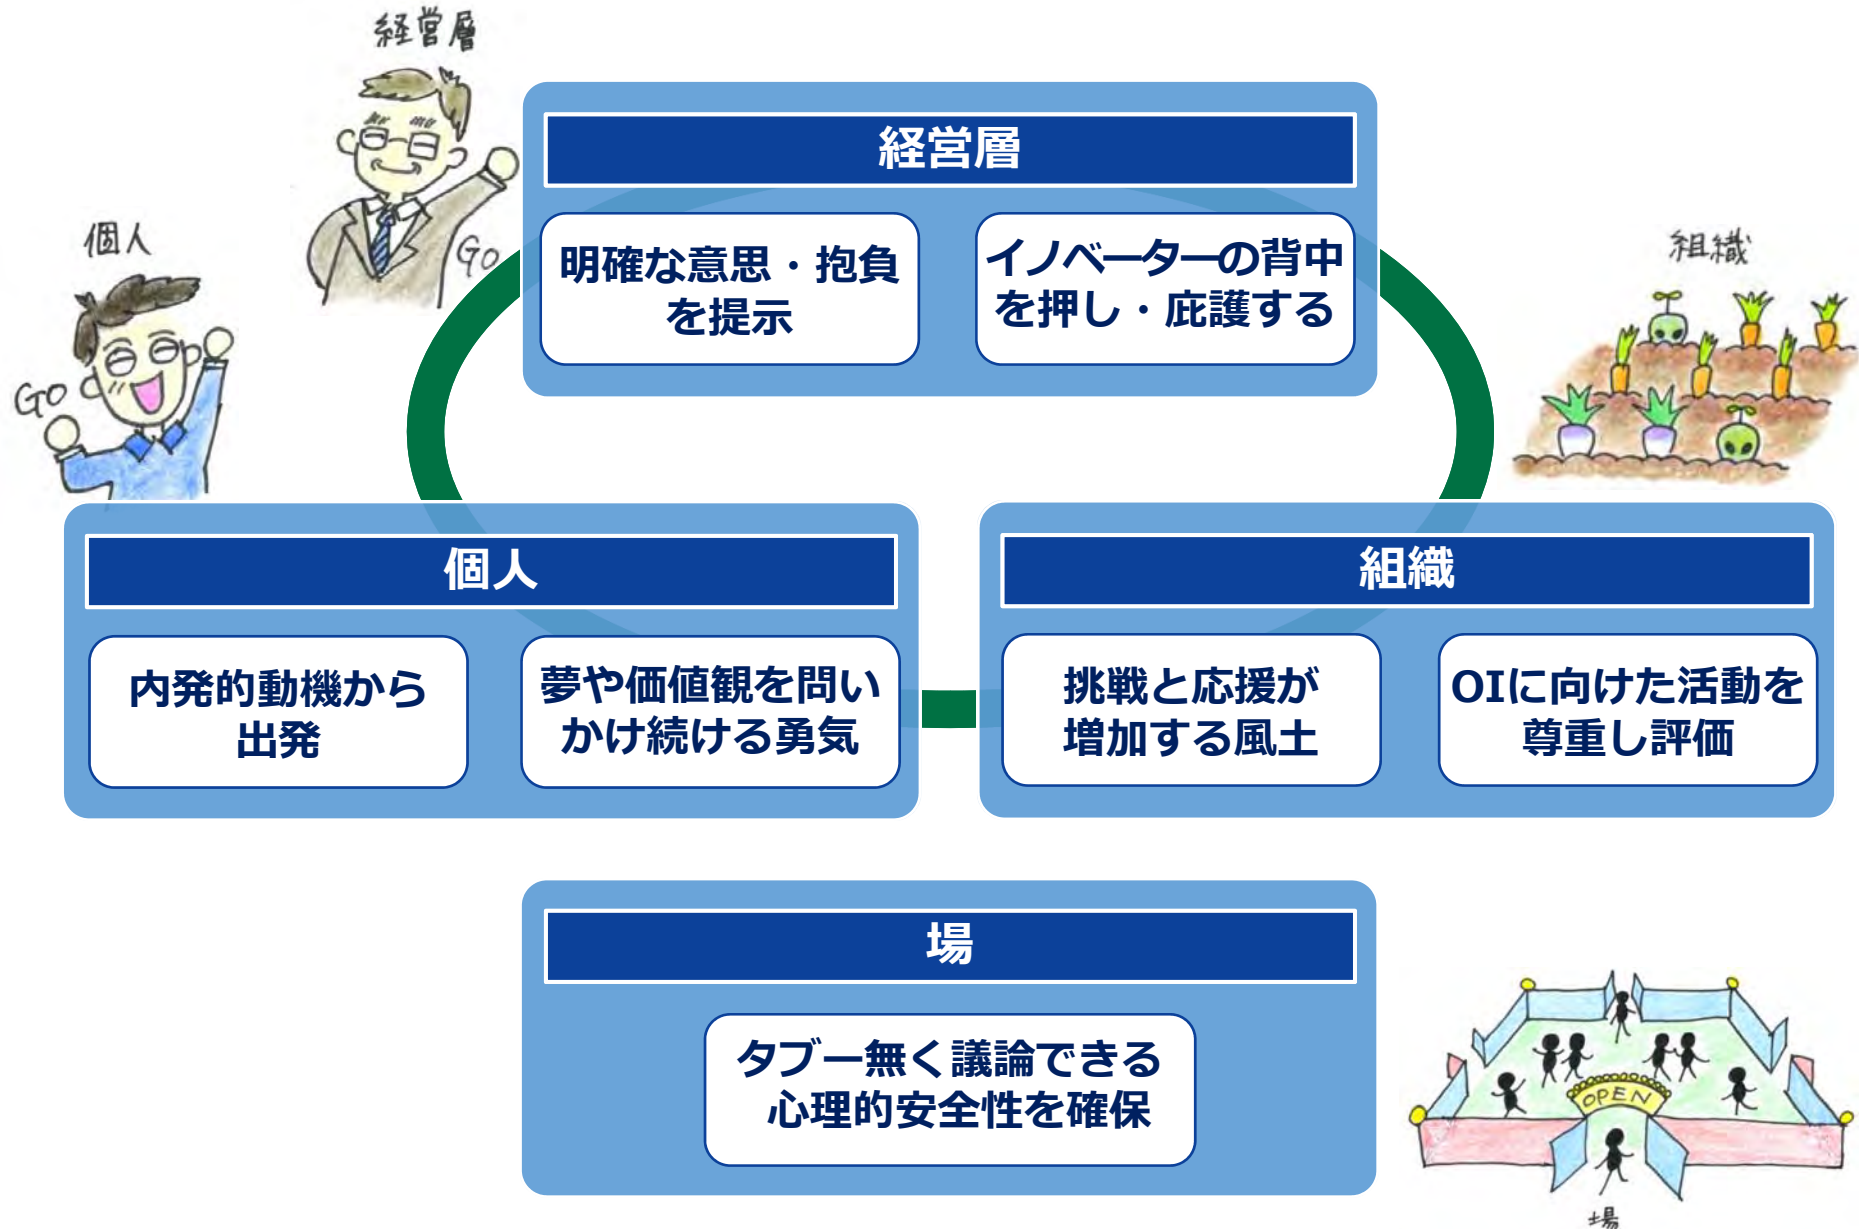 経営層
経営層
明確な意思・抱負
を提示
イノベーターの背中
を押し・庇護する
GO
個人
GO
組織
個人
内発的動機から
出発
夢や価値観を問い
かけ続ける勇気
組織
挑戦と応援が
増加する風土
OIに向けた活動を
尊重し評価
場
タブー無く議論できる
心理的安全性を確保
OPEN
場